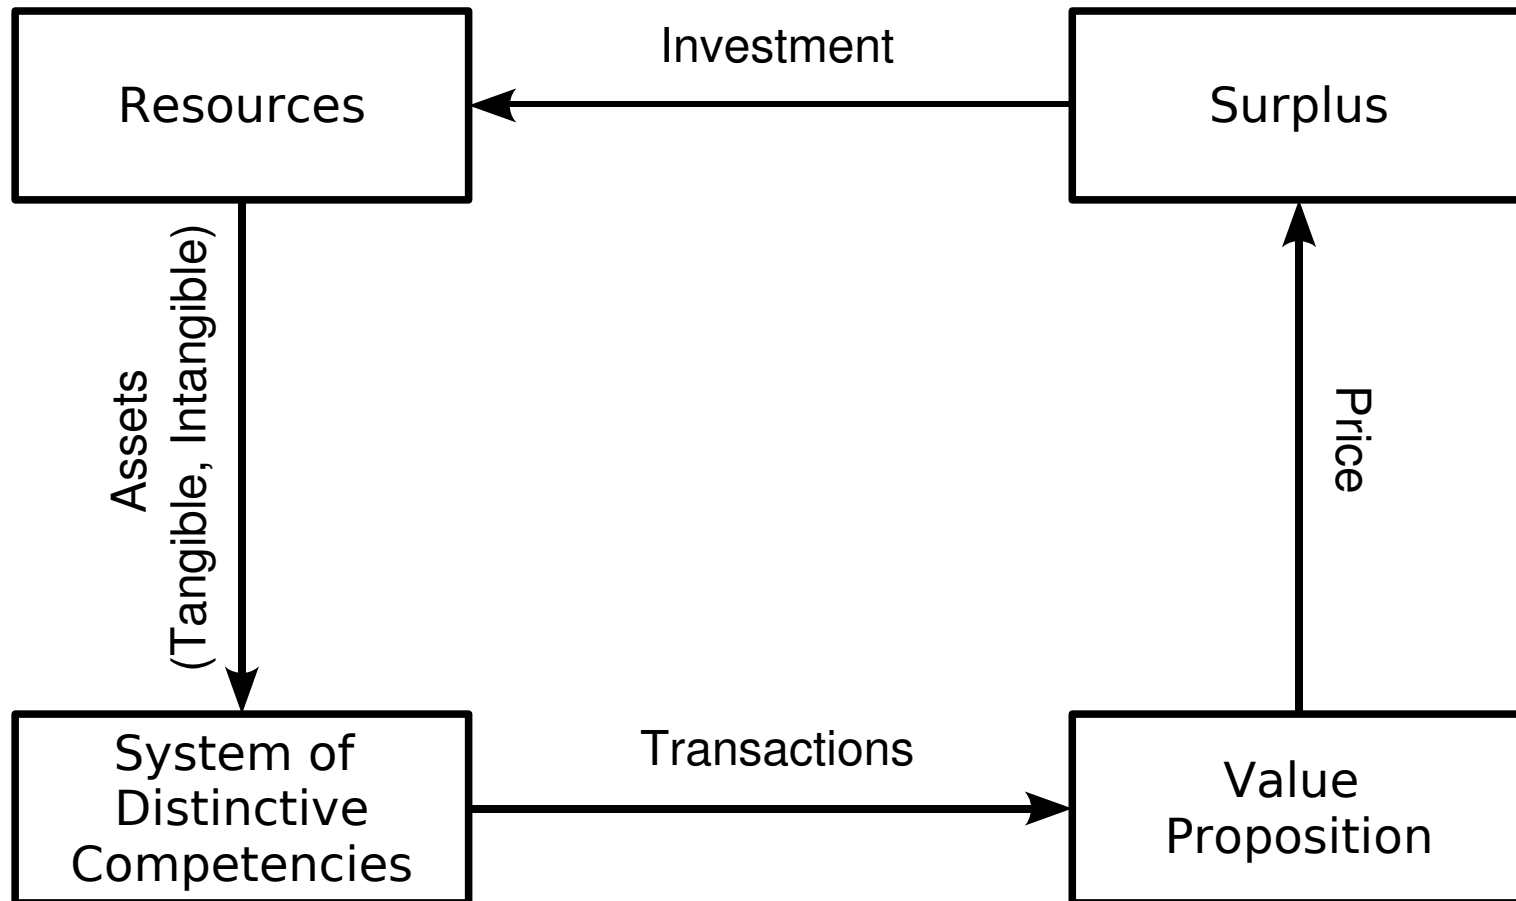 Investment
Resources
Surplus
Assets
(Tangible, Intangible)
Price
System of
Distinctive
Competencies
Transactions
Value
Proposition